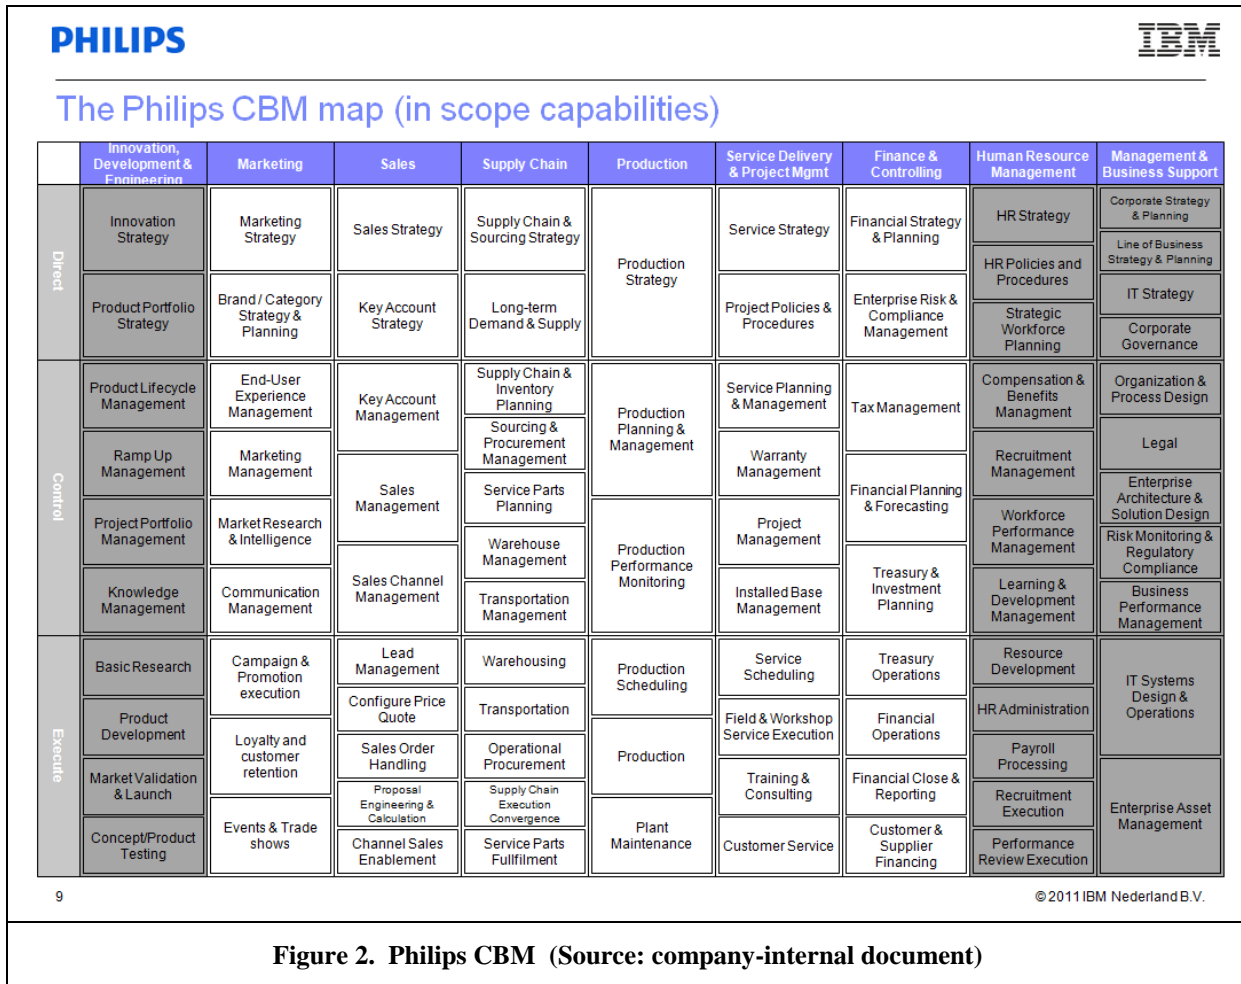 PHILIPS
IBM
The Philips CBM map (in scope capabilities)
Innovation,
Development &
Engineering
Marketing
Sales
Supply Chain
Production
Service Delivery
& Project Mgmt
Finance &
Controlling
Human Resource
Management
Management &
Business Support
Direct
Innovation
Strategy
Product Portfolio
Strategy
Marketing
Strategy
Brand / Category
Strategy &
Planning
Sales Strategy
Key Account
Strategy
Supply Chain &
Sourcing Strategy
Long-term
Demand & Supply
Production
Strategy
Service Strategy
Project Policies &
Procedures
Financial Strategy
& Planning
Enterprise Risk &
Compliance
Management
HR Strategy
HR Policies and
Procedures
Strategic
Workforce
Planning
Corporate Strategy
& Planning
Line of Business
Strategy & Planning
IT Strategy
Corporate
Governance
Control
Product Lifecycle
Management
Ramp Up
Management
Project Portfolio
Management
Knowledge
Management
End-User
Experience
Management
Marketing
Management
Market Research
& Intelligence
Communication
Management
Key Account
Management
Sales
Management
Sales Channel
Management
Supply Chain &
Inventory
Planning
Sourcing &
Procurement
Management
Service Parts
Planning
Warehouse
Management
Transportation
Management
Production
Planning &
Management
Production
Performance
Monitoring
Service Planning
& Management
Warranty
Management
Project
Management
Installed Base
Management
Tax Management
Financial Planning
& Forecasting
Treasury &
Investment
Planning
Compensation &
Benefits
Managment
Recruitment
Management
Workforce
Performance
Management
Learning &
Development
Management
Organization &
Process Design
Legal
Enterprise
Architecture &
Solution Design
Risk Monitoring &
Regulatory
Compliance
Business
Performance
Management
Execute
Basic Research
Product
Development
Market Validation
& Launch
Concept/Product
Testing
Campaign &
Promotion
execution
Loyalty and
customer
retention
Events & Trade
shows
Lead
Management
Configure Price
Quote
Sales Order
Handling
Proposal
Engineering &
Calculation
Channel Sales
Enablement
Warehousing
Transportation
Operational
Procurement
Supply Chain
Execution
Convergence
Service Parts
Fullfilment
Production
Scheduling
Production
Plant
Maintenance
Service
Scheduling
Field & Workshop
Service Execution
Training &
Consulting
Customer Service
Treasury
Operations
Financial
Operations
Financial Close &
Reporting
Customer &
Supplier
Financing
Resource
Development
HR Administration
Payroll
Processing
Recruitment
Execution
Performance
Review Execution
IT Systems
Design &
Operations
Enterprise Asset
Management
9
© 2011 IBM Nederland B.V.
Figure 2. Philips CBM (Source: company-internal document)